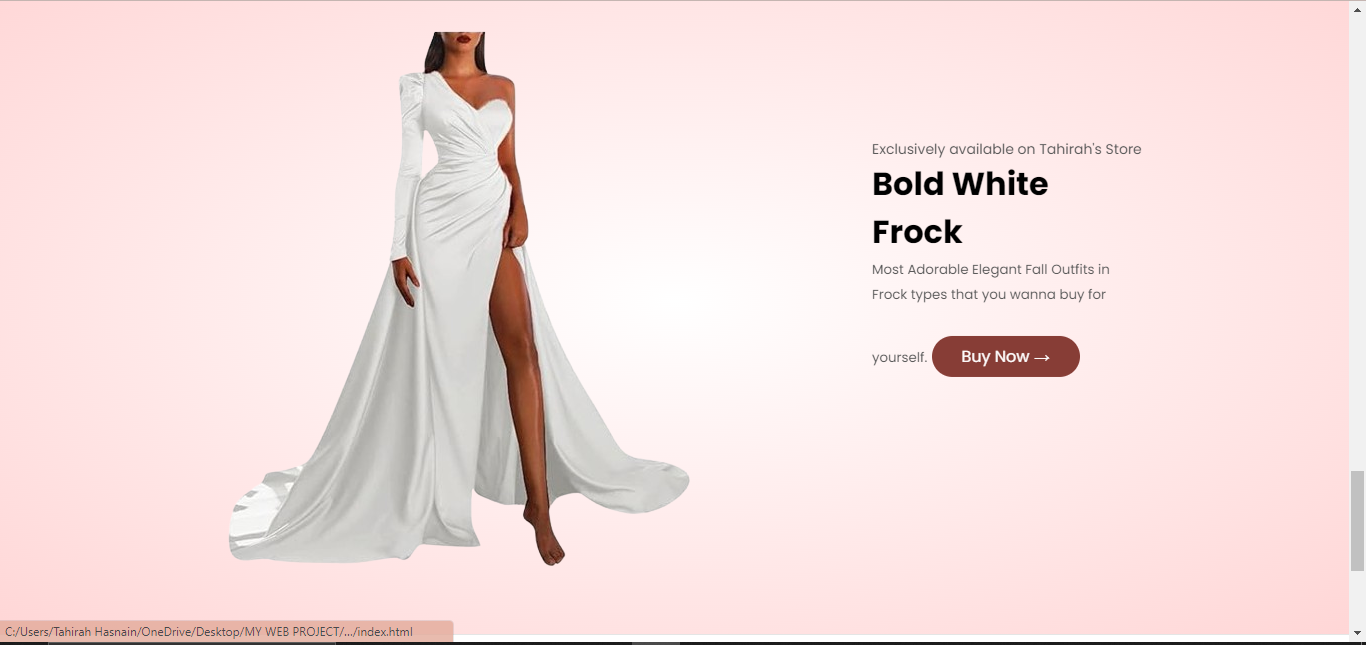 Exclusively available on Tahirah's Store
Bold White
Frock
Most Adorable Elegant Fall Outfits in
Frock types that you wanna buy for
yourself. Buy Now →
C:/Users/Tahirah Hasnain/OneDrive/Desktop/MY WEB PROJECT/.../index.html